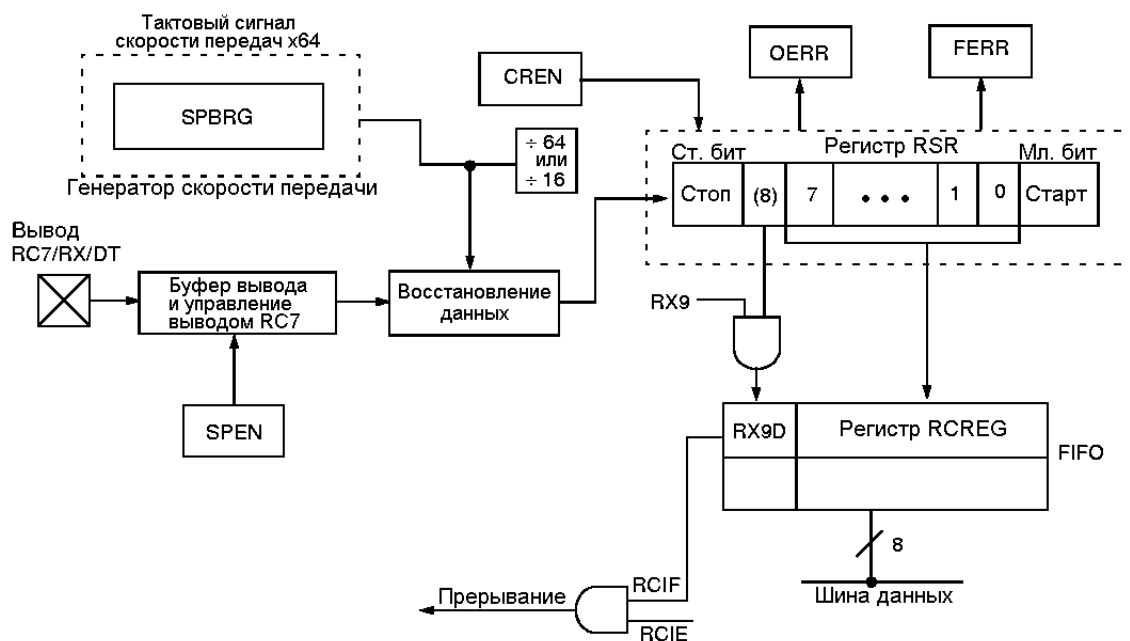 Тактовый сигнал
скорости передач x64
SPBRG
Генератор скорости передачи
CREN
OERR
FERR
÷ 64
или
÷ 16
Регистр RSR
Ст. бит
Мл. бит
Стоп
(8)
7
• • •
1
0
Старт
Вывод
RC7/RX/DT
Буфер вывода
и управление
выводом RC7
Восстановление
данных
SPEN
RX9
RX9D
Регистр RCREG
FIFO
8
Шина данных
Прерывание
RCIF
RCIE